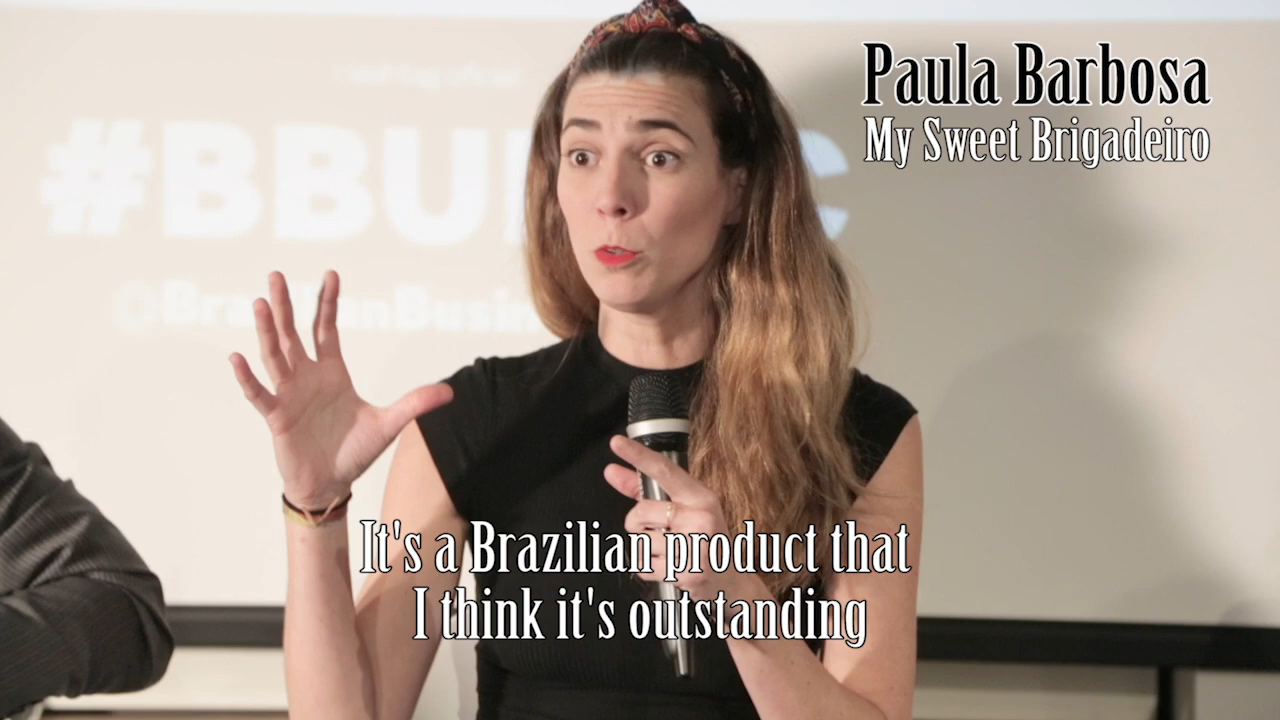 Paula Barbosa
My Sweet Brigadeiro
#BBU
It's a Brazilian product that
I think it's outstanding